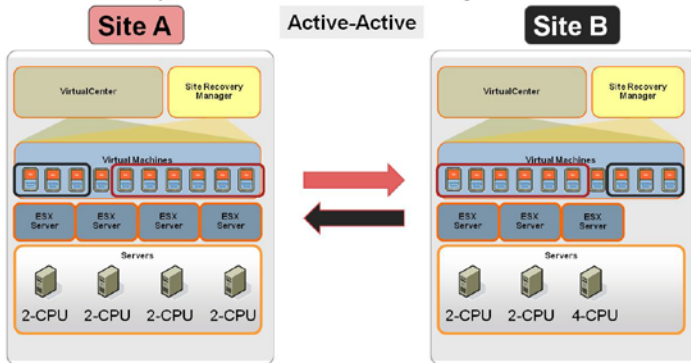 Site A
Active-Active
Site B
VirtualCenter
Site Recovery
Manager
Virtual Machines
ESX
Server
ESX
Server
ESX
Server
ESX
Server
Servers
2-CPU
2-CPU
2-CPU
2-CPU
VirtualCenter
Site Recovery
Manager
Virtual Machines
ESX
Server
ESX
Server
ESX
Server
Servers
2-CPU
2-CPU
4-CPU